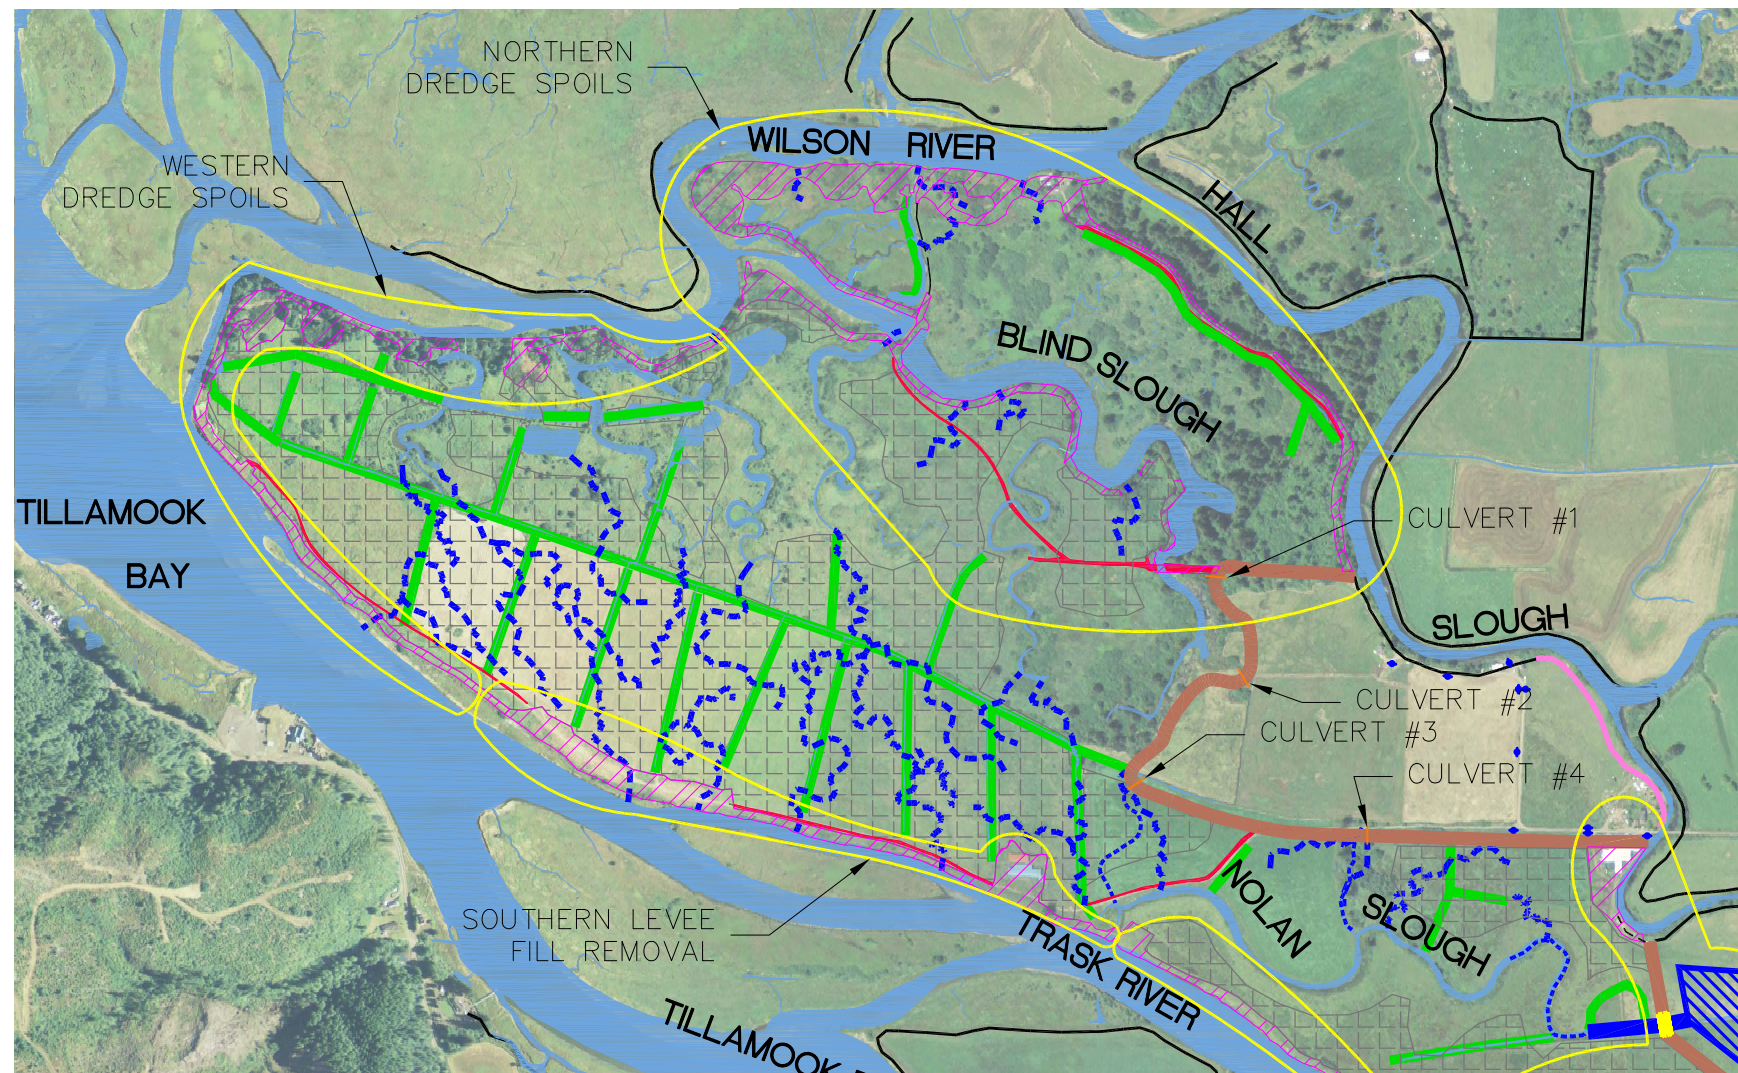 NORTHERN
DREDGE SPOILS
WESTERN
DREDGE SPOILS
WILSON RIVER
HALL
BLIND SLOUGH
TILLAMOOK
BAY
CULVERT #1
SLOUGH
CULVERT #2
CULVERT #3
CULVERT #4
SOUTHERN LEVEE
FILL REMOVAL
NOLAN
SLOUGH
TRASK RIVER
TILLAMOOK